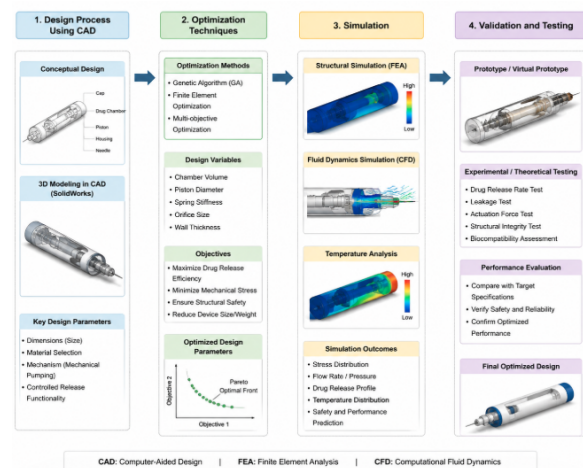 1. Design Process
Using CAD
Conceptual Design
Cap
Drug Chamber
Piston
Housing
Needle
3D Modeling in CAD
(SolidWorks)
Key Design Parameters
• Dimensions (Size)
• Material Selection
• Mechanism (Mechanical
Pumping)
• Controlled Release
Functionality
2. Optimization
Techniques
Optimization Methods
• Genetic Algorithm (GA)
• Finite Element
Optimization
• Multi-objective
Optimization
Design Variables
• Chamber Volume
• Piston Diameter
• Spring Stiffness
• Orifice Size
• Wall Thickness
Objectives
• Maximize Drug Release
Efficiency
• Minimize Mechanical Stress
• Ensure Structural Safety
• Reduce Device Size/Weight
Optimized Design
Parameters
Objective 2
Pareto
Optimal Front
Objective 1
3. Simulation
Structural Simulation (FEA)
High
Low
Fluid Dynamics Simulation (CFD)
Temperature Analysis
High
Low
Simulation Outcomes
• Stress Distribution
• Flow Rate / Pressure
• Drug Release Profile
• Temperature Distribution
• Safety and Performance
Prediction
4. Validation and Testing
Prototype / Virtual Prototype
Experimental / Theoretical Testing
• Drug Release Rate Test
• Leakage Test
• Actuation Force Test
• Structural Integrity Test
• Biocompatibility Assessment
Performance Evaluation
• Compare with Target
Specifications
• Verify Safety and Reliability
• Confirm Optimized
Performance
Final Optimized Design
CAD: Computer-Aided Design | FEA: Finite Element Analysis | CFD: Computational Fluid Dynamics